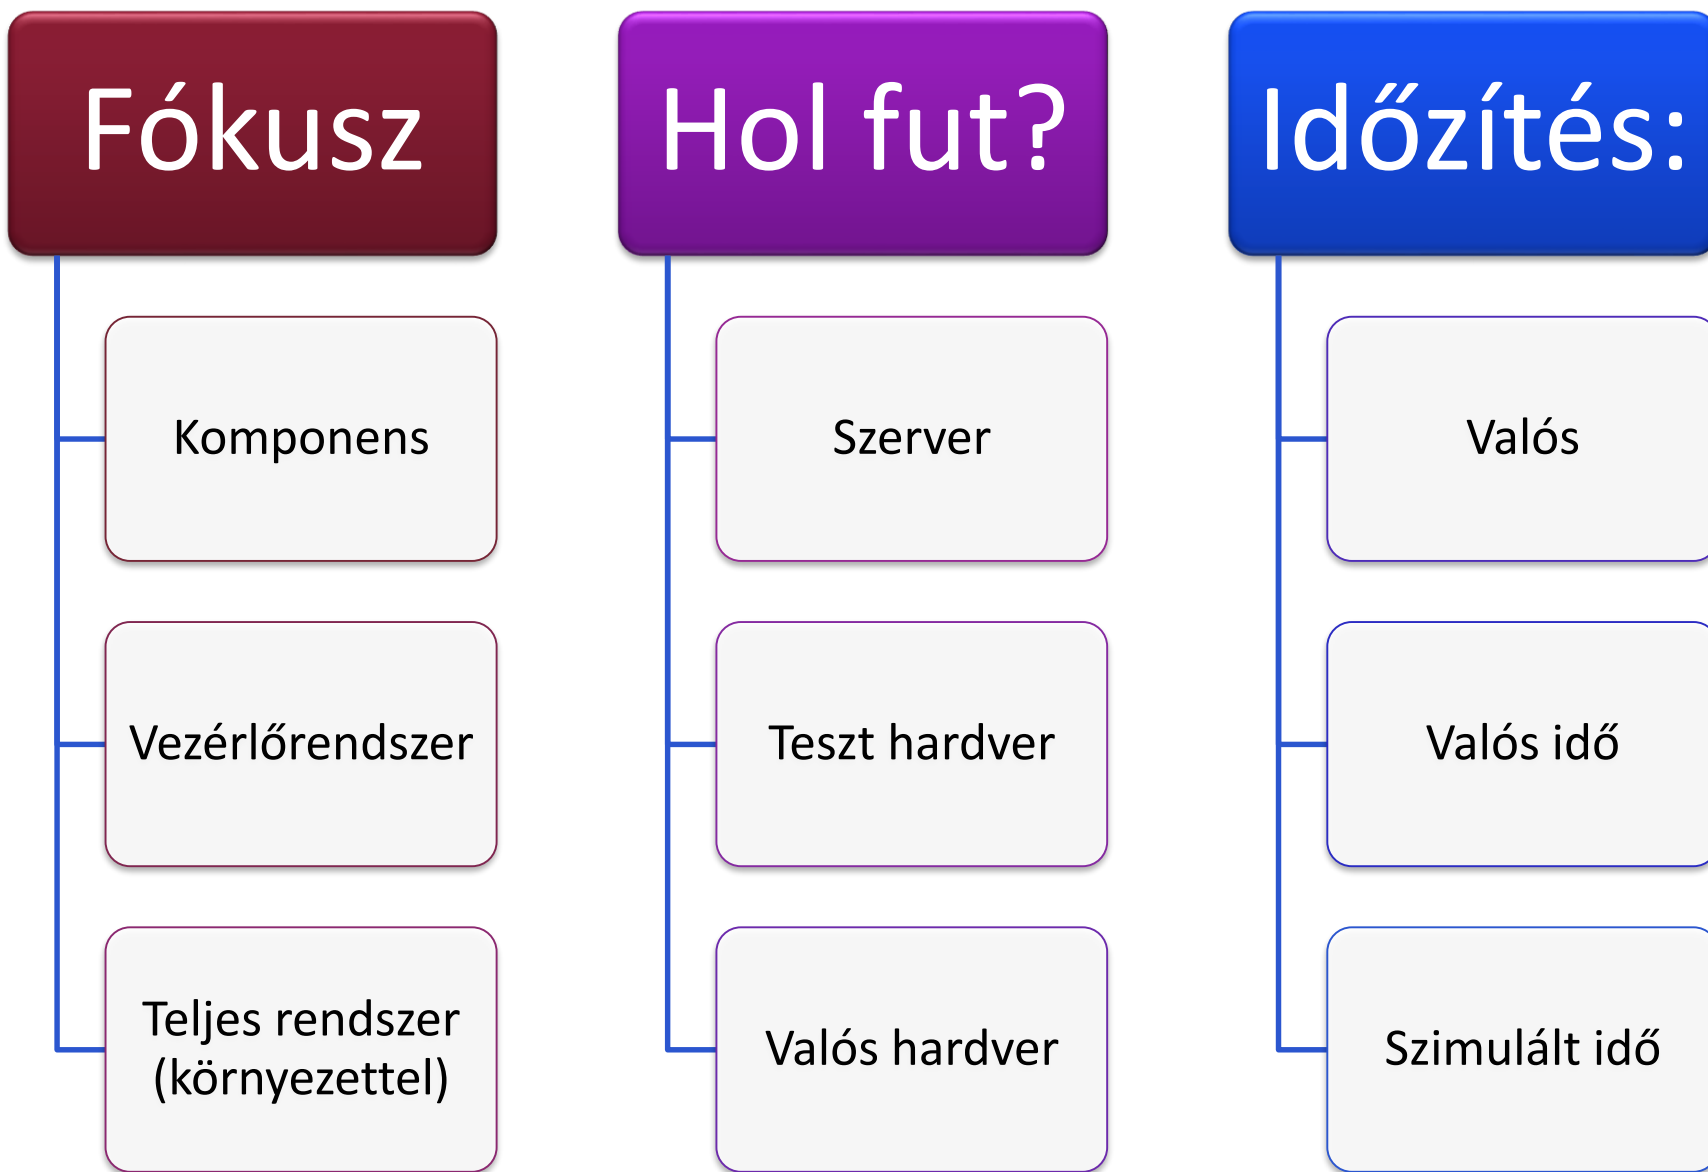 Fókusz
Komponens
Vezérlőrendszer
Teljes rendszer
(környezettel)
Hol fut?
Szerver
Teszt hardver
Valós hardver
Időzítés:
Valós
Valós idő
Szimulált idő